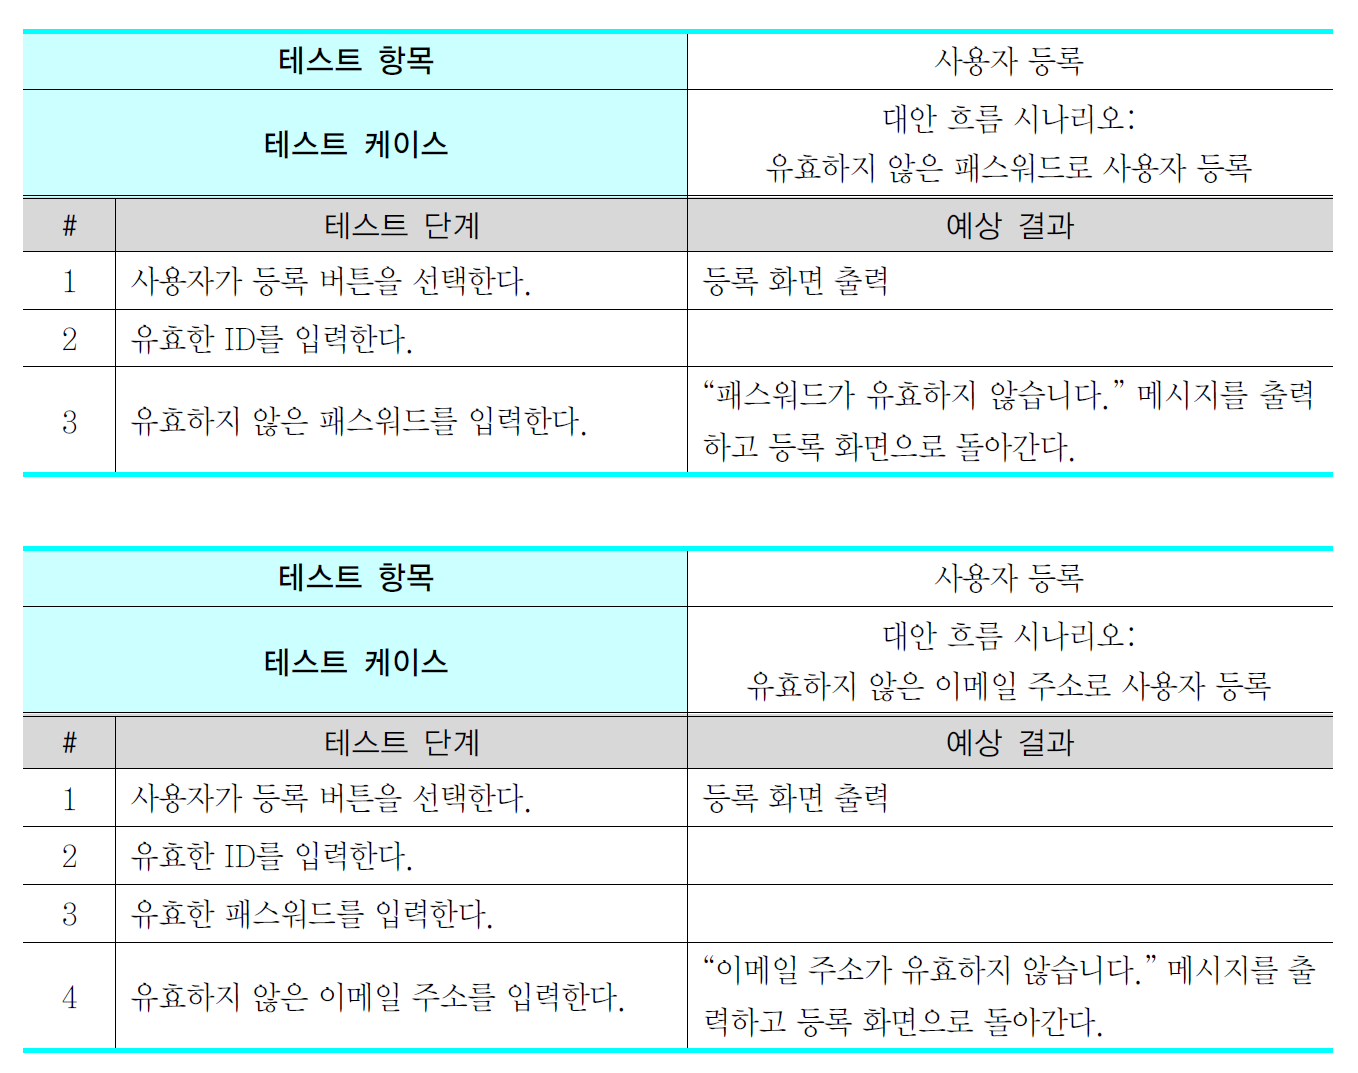 테스트 항목 사용자 등록
테스트 케이스 대안 흐름 시나리오:
유효하지 않은 패스워드로 사용자 등록
# 테스트 단계 예상 결과
1 사용자가 등록 버튼을 선택한다. 등록 화면 출력
2 유효한 ID를 입력한다.
3 유효하지 않은 패스워드를 입력한다. “패스워드가 유효하지 않습니다.” 메시지를 출력
하고 등록 화면으로 돌아간다.
테스트 항목 사용자 등록
테스트 케이스 대안 흐름 시나리오:
유효하지 않은 이메일 주소로 사용자 등록
# 테스트 단계 예상 결과
1 사용자가 등록 버튼을 선택한다. 등록 화면 출력
2 유효한 ID를 입력한다.
3 유효한 패스워드를 입력한다.
4 유효하지 않은 이메일 주소를 입력한다. “이메일 주소가 유효하지 않습니다.” 메시지를 출
력하고 등록 화면으로 돌아간다.